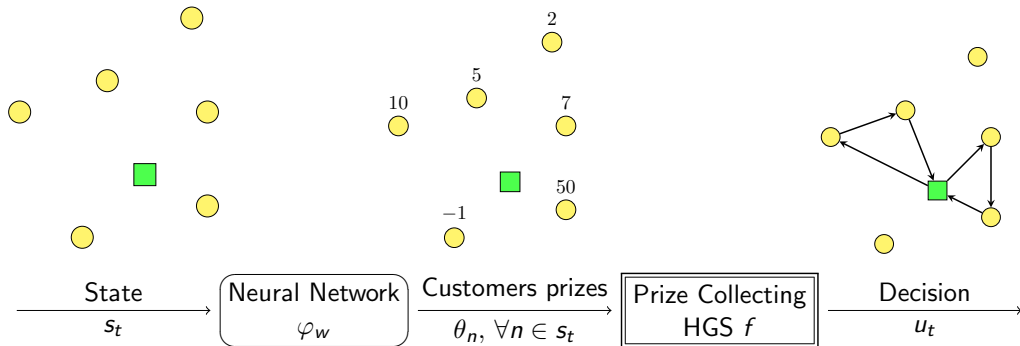 2
5
10
7
50
−1
State
s_t
Neural Network
φ_w
Customers prizes
θ_n, ∀n ∈ s_t
Prize Collecting
HGS f
Decision
u_t